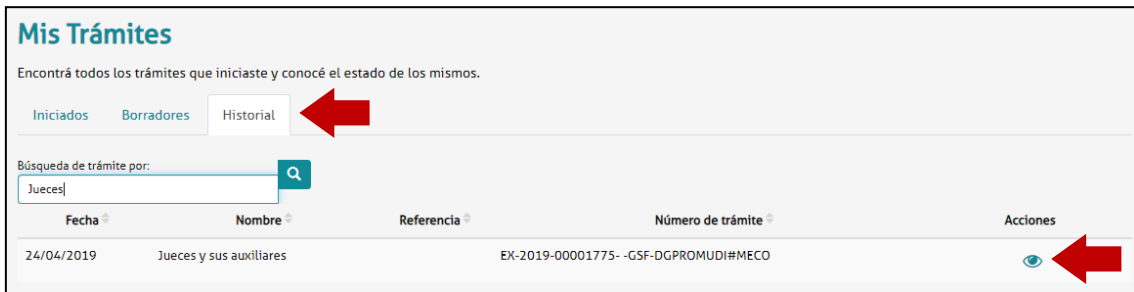 Mis Trámites
Encontrá todos los trámites que iniciaste y conocé el estado de los mismos.
Iniciados Borradores Historial
Búsqueda de trámite por:
Jueces
Fecha Nombre Referencia Número de trámite Acciones
24/04/2019 Jueces y sus auxiliares EX-2019-00001775- -GSF-DGPROMUDI#MECO